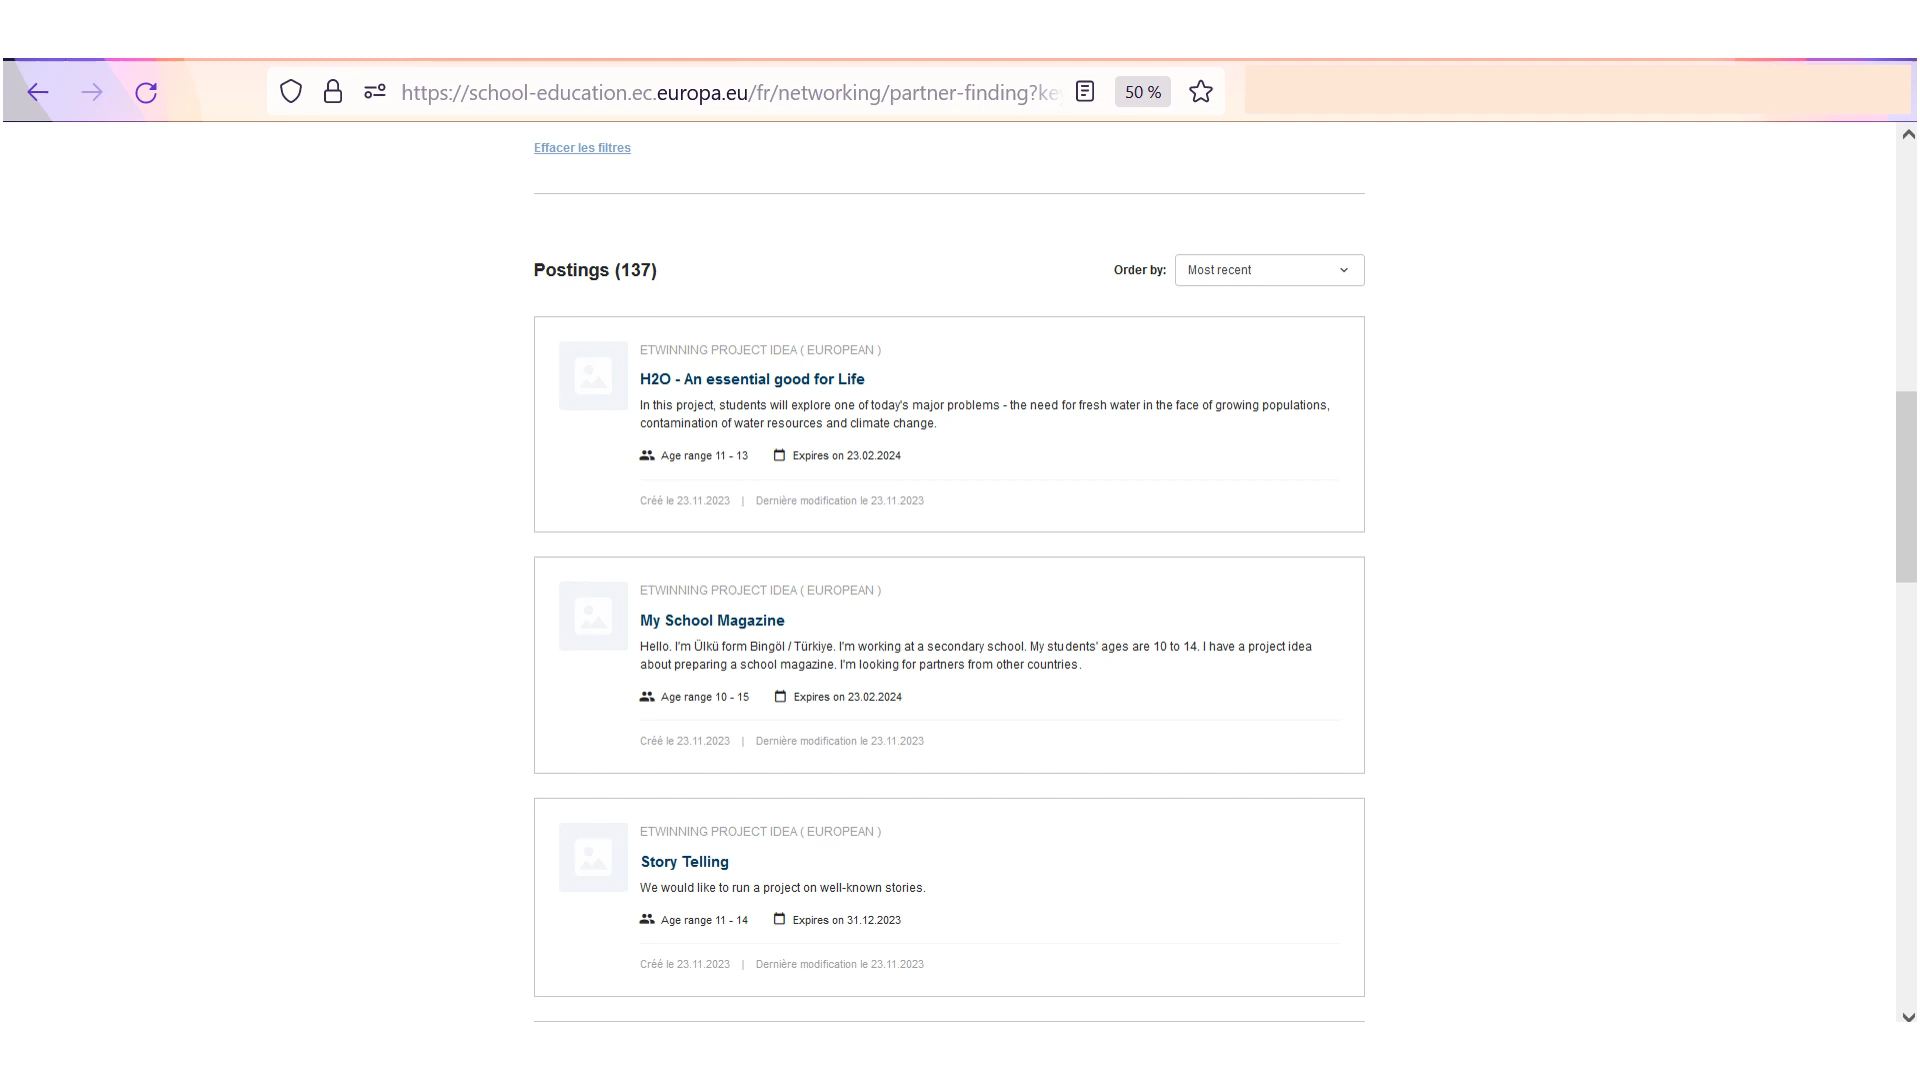 https://school-education.ec.europa.eu/fr/networking/partner-finding?ke
50 %
Effacer les filtres
Postings (137)
Order by: Most recent
ETWINNING PROJECT IDEA ( EUROPEAN )
H2O - An essential good for Life
In this project, students will explore one of today's major problems - the need for fresh water in the face of growing populations,
contamination of water resources and climate change.
Age range 11 - 13 Expires on 23.02.2024
Créé le 23.11.2023 | Dernière modification le 23.11.2023
ETWINNING PROJECT IDEA ( EUROPEAN )
My School Magazine
Hello. I'm Ülkü form Bingöl / Türkiye. I'm working at a secondary school. My students' ages are 10 to 14. I have a project idea
about preparing a school magazine. I'm looking for partners from other countries.
Age range 10 - 15 Expires on 23.02.2024
Créé le 23.11.2023 | Dernière modification le 23.11.2023
ETWINNING PROJECT IDEA ( EUROPEAN )
Story Telling
We would like to run a project on well-known stories.
Age range 11 - 14 Expires on 31.12.2023
Créé le 23.11.2023 | Dernière modification le 23.11.2023